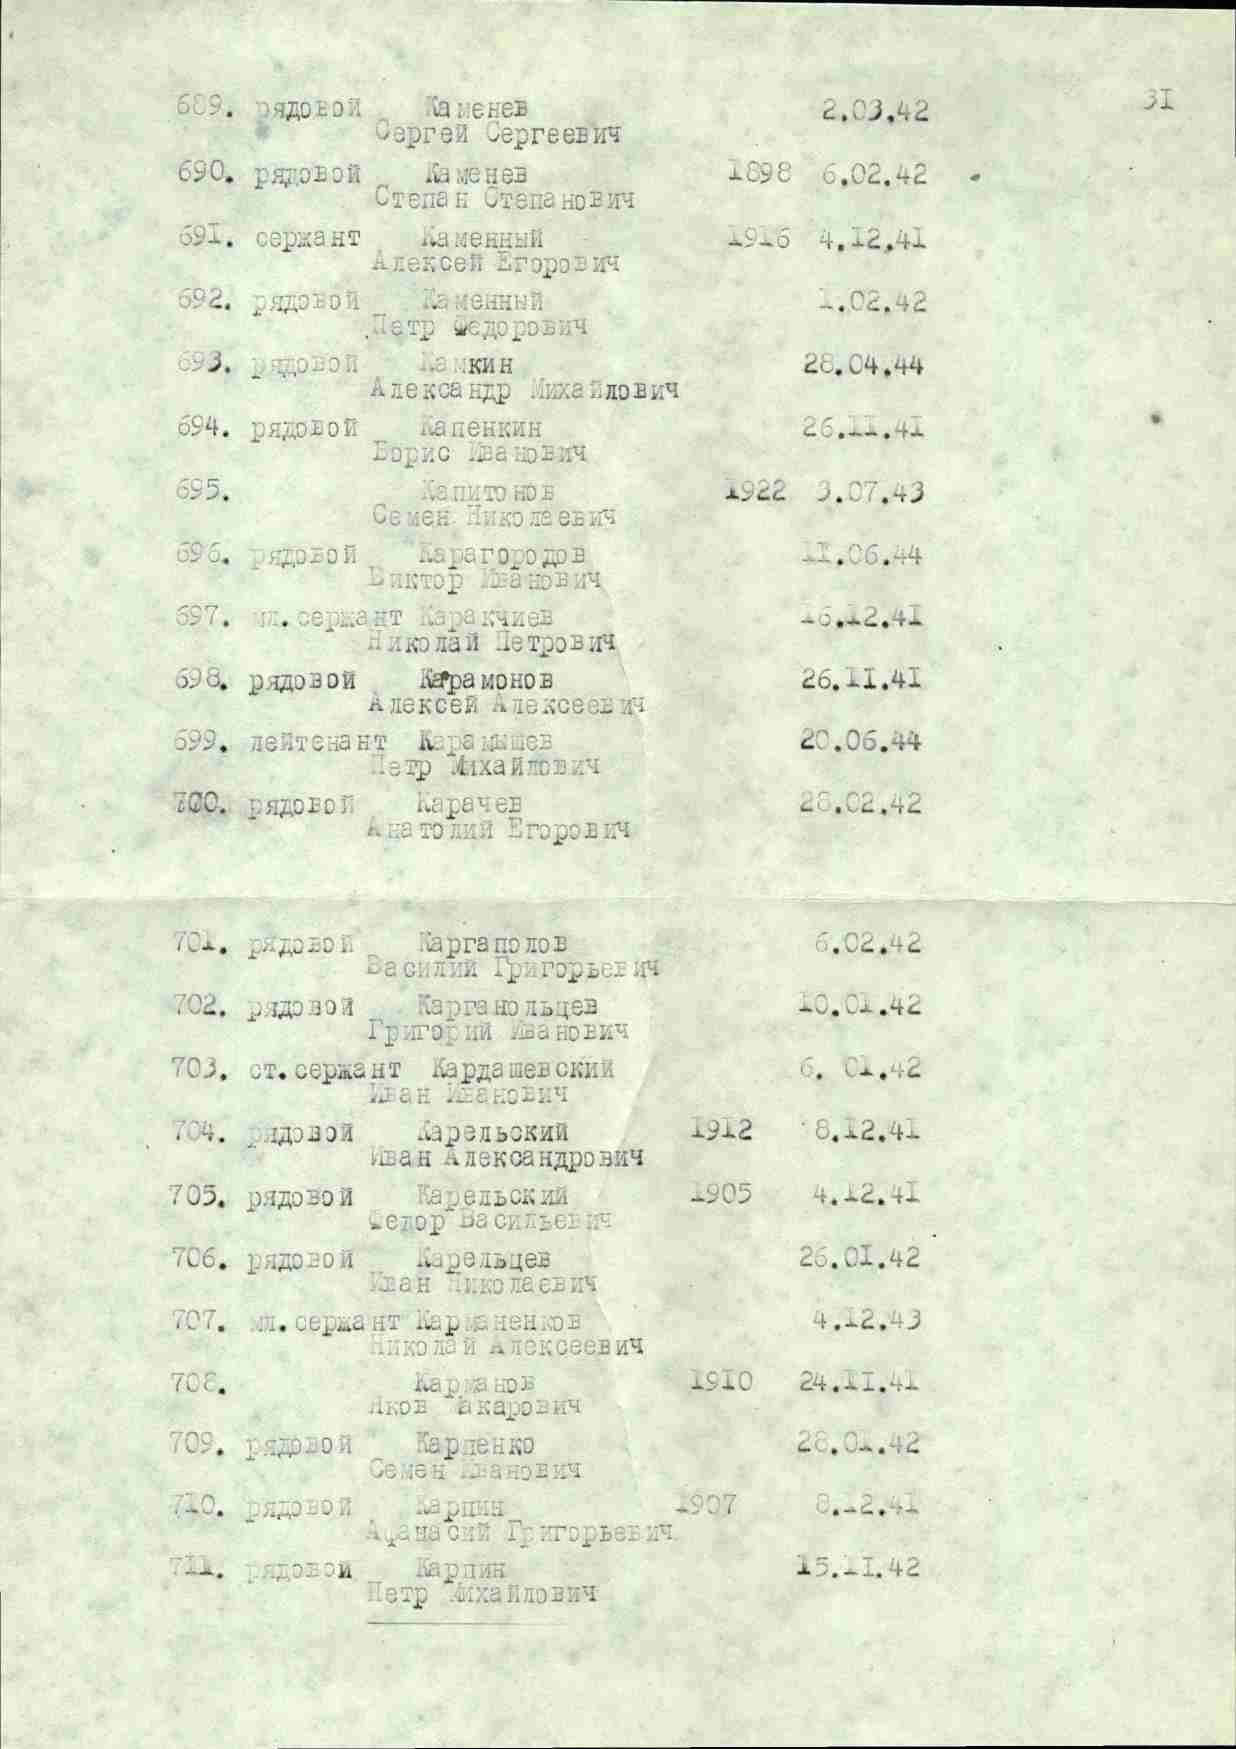 31
689. рядовой Каменев 2.03.42
Сергей Сергеевич
690. рядовой Каменев 1898 6.02.42
Степан Степанович
691. сержант Каменный 1916 4.12.41
Алексей Егорович
692. рядовой Каменный 1.02.42
Петр Федорович
693. рядовой Камкин 28.04.44
Александр Михайлович
694. рядовой Капенкин 26.11.41
Борис Иванович
695. Капитонов 1922 3.07.43
Семен Николаевич
696. рядовой Карагородов 11.06.44
Виктор Иванович
697. мл.сержант Каракчиев 16.12.41
Николай Петрович
698. рядовой Карамонов 26.11.41
Алексей Алексеевич
699. лейтенант Карамышев 20.06.44
Петр Михайлович
700. рядовой Карачев 28.02.42
Анатолий Егорович
701. рядовой Каргаполов 6.02.42
Василий Григорьевич
702. рядовой Карганольцев 10.01.42
Григорий Иванович
703. ст.сержант Кардашевский 6. 01.42
Иван Иванович
704. рядовой Карельский 1912 8.12.41
Иван Александрович
705. рядовой Карельский 1905 4.12.41
Федор Васильевич
706. рядовой Карельцев 26.01.42
Иван Николаевич
707. мл.сержант Карманенков 4.12.43
Николай Алексеевич
708. Карманов 1910 24.11.41
Яков Макарович
709. рядовой Карпенко 28.01.42
Семен Иванович
710. рядовой Карпин 1907 8.12.41
Афанасий Григорьевич
711. рядовой Карпин 15.11.42
Петр Михайлович